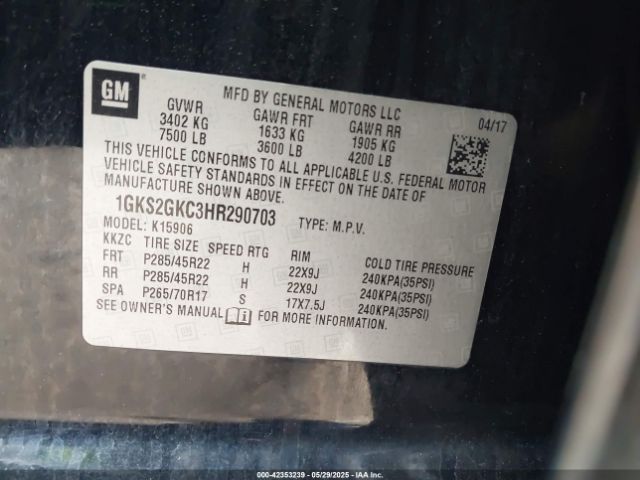 GM
®
MFD BY GENERAL MOTORS LLC
04/17
GVWR GAWR FRT GAWR RR
3402 KG 1633 KG 1905 KG
7500 LB 3600 LB 4200 LB
THIS VEHICLE CONFORMS TO ALL APPLICABLE U.S. FEDERAL MOTOR
VEHICLE SAFETY STANDARDS IN EFFECT ON THE DATE OF
MANUFACTURE SHOWN ABOVE.
1GKS2GKC3HR290703 TYPE: M.P.V.
MODEL: K15906
KKZC TIRE SIZE SPEED RTG RIM COLD TIRE PRESSURE
FRT P285/45R22 H 22X9J 240KPA(35PSI)
RR P285/45R22 H 22X9J 240KPA(35PSI)
SPA P265/70R17 S 17X7.5J 240KPA(35PSI)
SEE OWNER'S MANUAL FOR MORE INFORMATION.
000-42353239 - 05/29/2025 - IAA Inc.